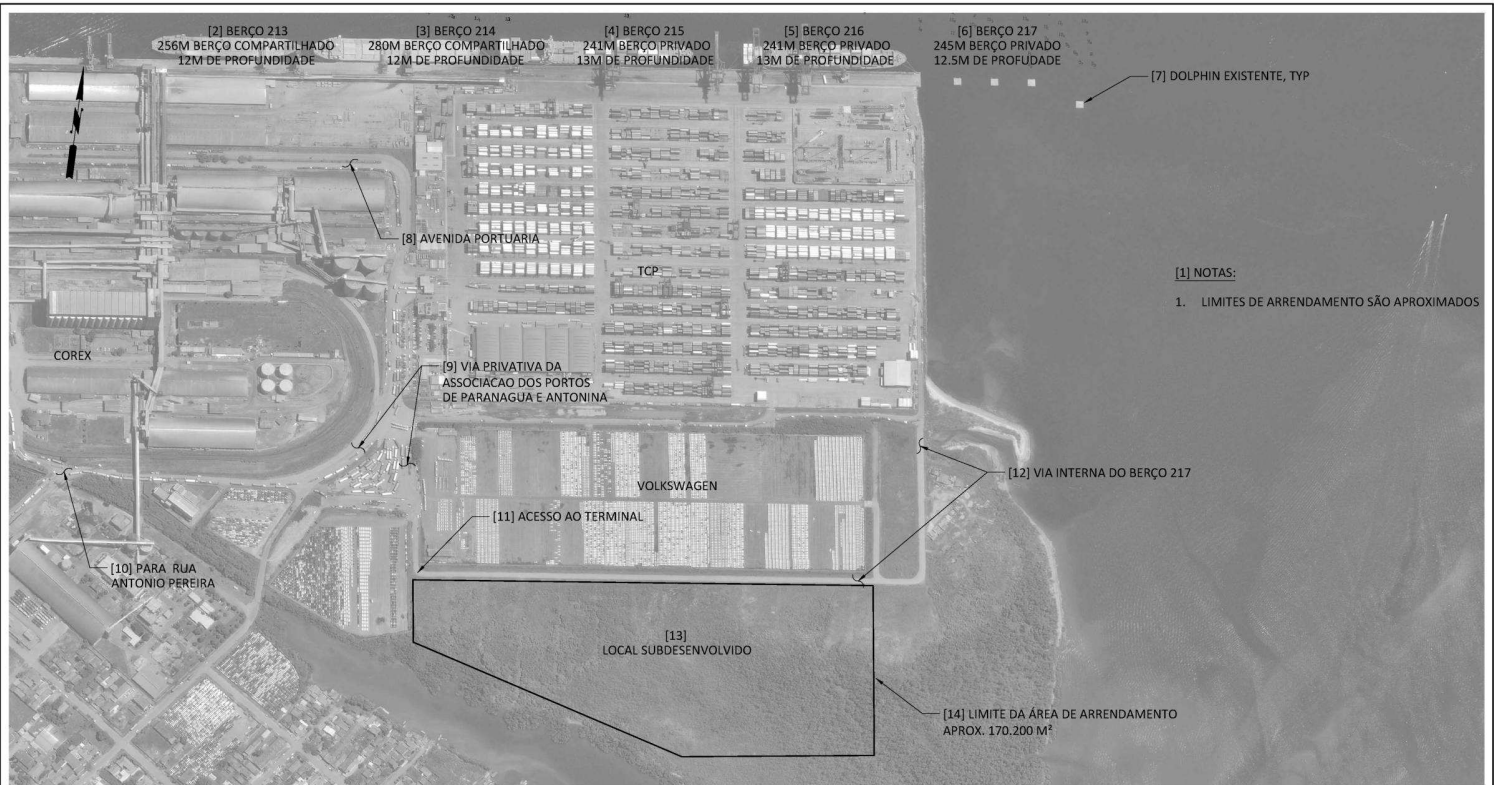 [2] BERÇO 213
256M BERÇO COMPARTILHADO
12M DE PROFUNDIDADE
[3] BERÇO 214
280M BERÇO COMPARTILHADO
12M DE PROFUNDIDADE
[4] BERÇO 215
241M BERÇO PRIVADO
13M DE PROFUNDIDADE
[5] BERÇO 216
241M BERÇO PRIVADO
13M DE PROFUNDIDADE
[6] BERÇO 217
245M BERÇO PRIVADO
12.5M DE PROFUDADE
[7] DOLPHIN EXISTENTE, TYP
[8] AVENIDA PORTUARIA
TCP
[1] NOTAS:
1. LIMITES DE ARRENDAMENTO SÃO APROXIMADOS
COREX
[9] VIA PRIVATIVA DA
ASSOCIACAO DOS PORTOS
DE PARANAGUA E ANTONINA
[12] VIA INTERNA DO BERÇO 217
VOLKSWAGEN
[11] ACESSO AO TERMINAL
[10] PARA RUA
ANTONIO PEREIRA
[13]
LOCAL SUBDESENVOLVIDO
[14] LIMITE DA ÁREA DE ARRENDAMENTO
APROX. 170.200 M²